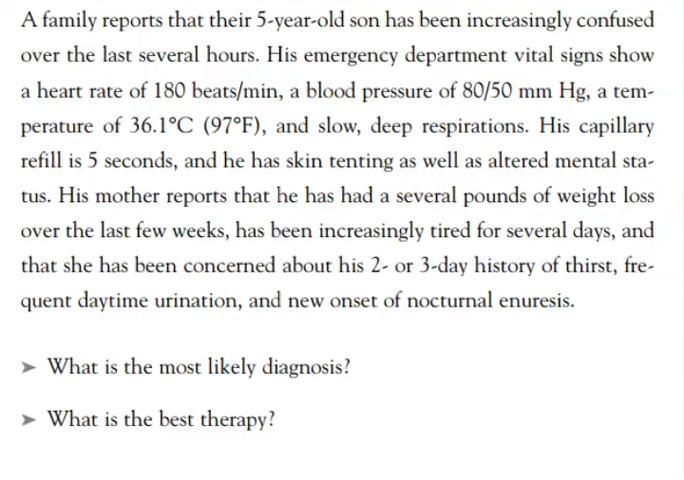 A family reports that their 5-year-old son has been increasingly confused
over the last several hours. His emergency department vital signs show
a heart rate of 180 beats/min, a blood pressure of 80/50 mm Hg, a tem-
perature of 36.1°C (97°F), and slow, deep respirations. His capillary
refill is 5 seconds, and he has skin tenting as well as altered mental sta-
tus. His mother reports that he has had a several pounds of weight loss
over the last few weeks, has been increasingly tired for several days, and
that she has been concerned about his 2- or 3-day history of thirst, fre-
quent daytime urination, and new onset of nocturnal enuresis.
➤ What is the most likely diagnosis?
➤ What is the best therapy?